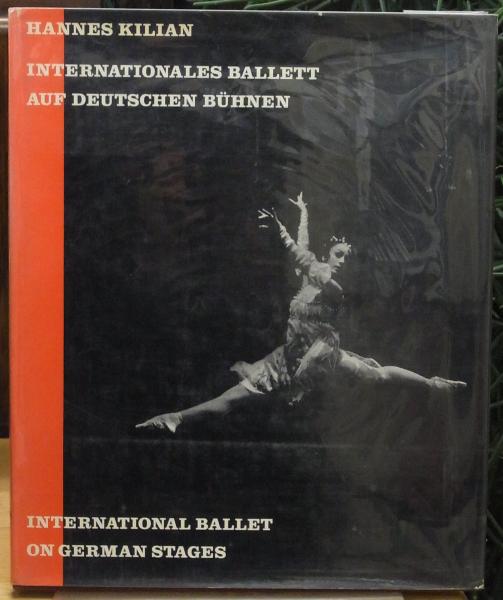 HANNES KILIAN
INTERNATIONALES BALLETT
AUF DEUTSCHEN BÜHNEN
INTERNATIONAL BALLET
ON GERMAN STAGES